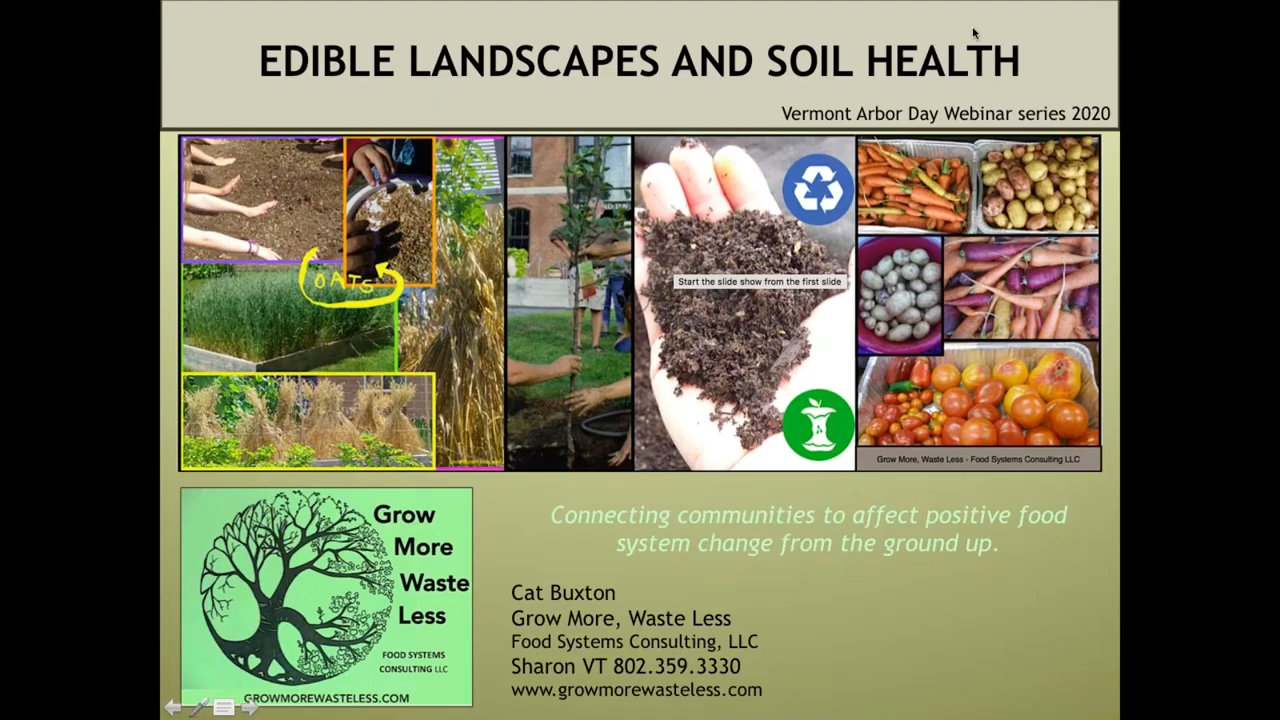 EDIBLE LANDSCAPES AND SOIL HEALTH
Vermont Arbor Day Webinar series 2020
OATS
Start the slide show from the first slide
Grow More, Waste Less - Food Systems Consulting LLC
Grow
More
Waste
Less
FOOD SYSTEMS
CONSULTING LLC
GROWMOREWASTELESS.COM
Connecting communities to affect positive food
system change from the ground up.
Cat Buxton
Grow More, Waste Less
Food Systems Consulting, LLC
Sharon VT 802.359.3330
www.growmorewasteless.com